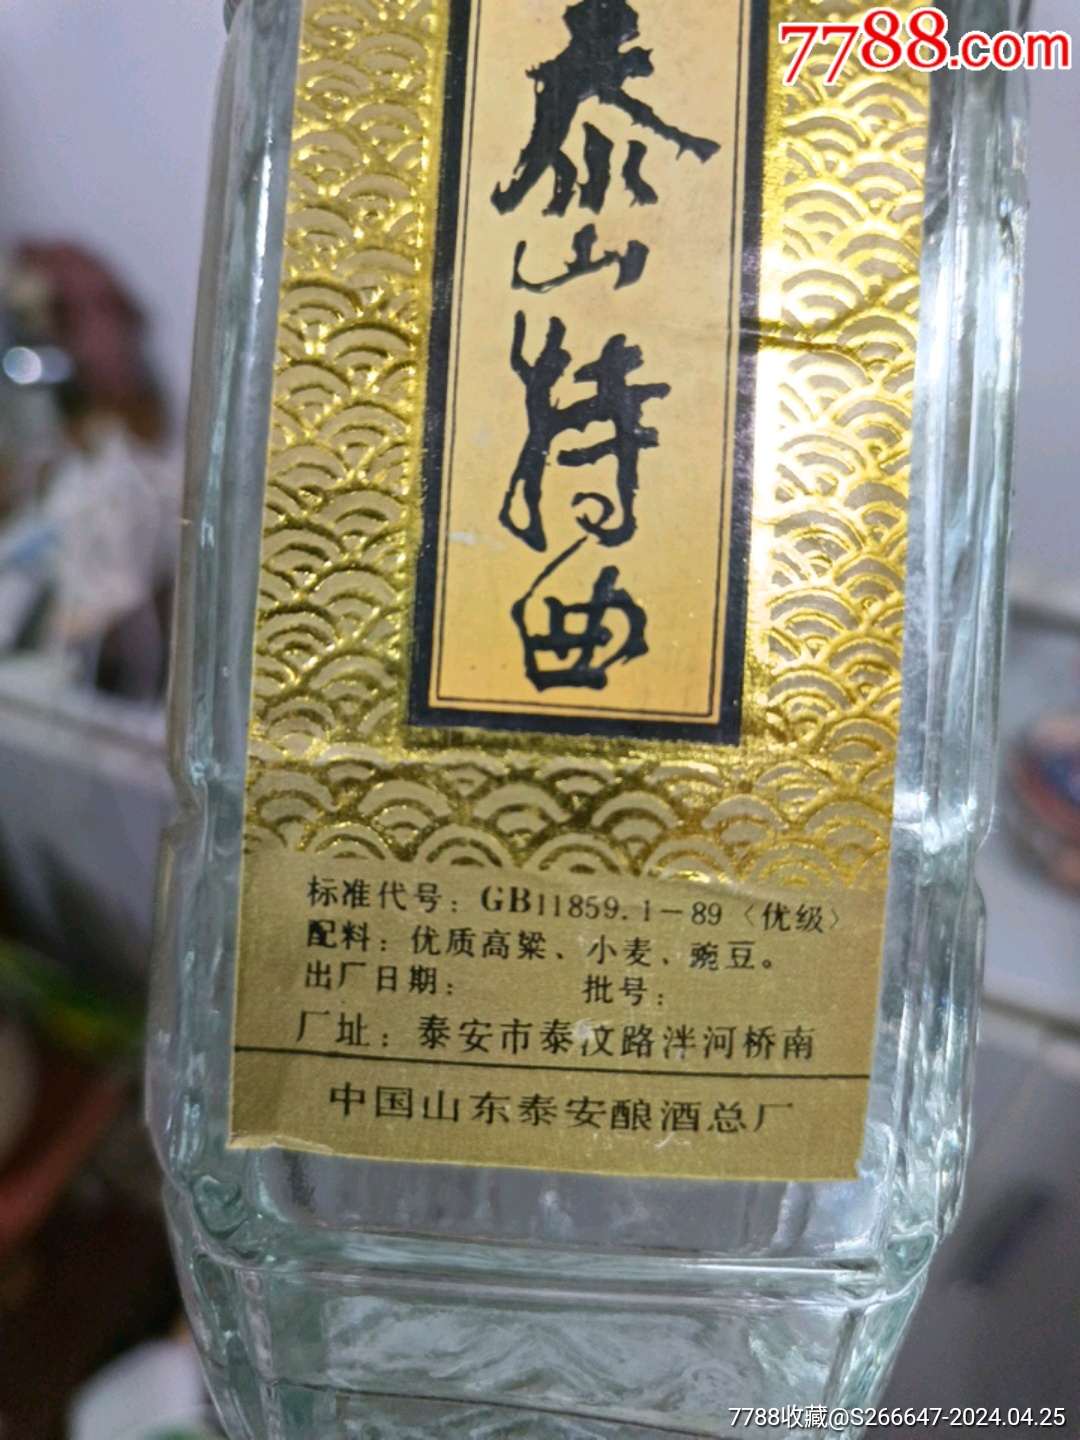 7788.com
泰山特曲
标准代号：GB11859.1－89〈优级〉
配料：优质高粱、小麦、豌豆。
出厂日期：　　　批号：
厂址：泰安市泰汶路泮河桥南
中国山东泰安酿酒总厂
7788收藏@S266647-2024.04.25